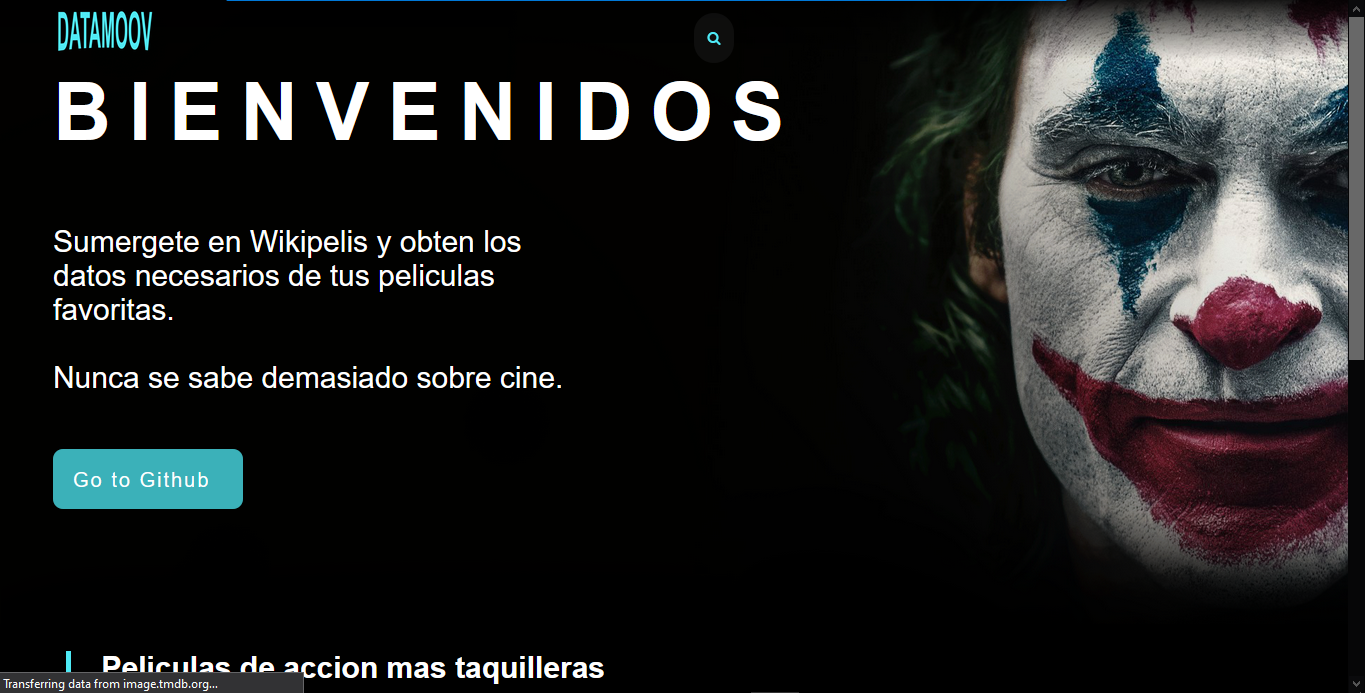 DATAMOOV
BIENVENIDOS
Sumergete en Wikipelis y obten los
datos necesarios de tus peliculas
favoritas.
Nunca se sabe demasiado sobre cine.
Go to Github
Peliculas de accion mas taquilleras
Transferring data from image.tmdb.org...